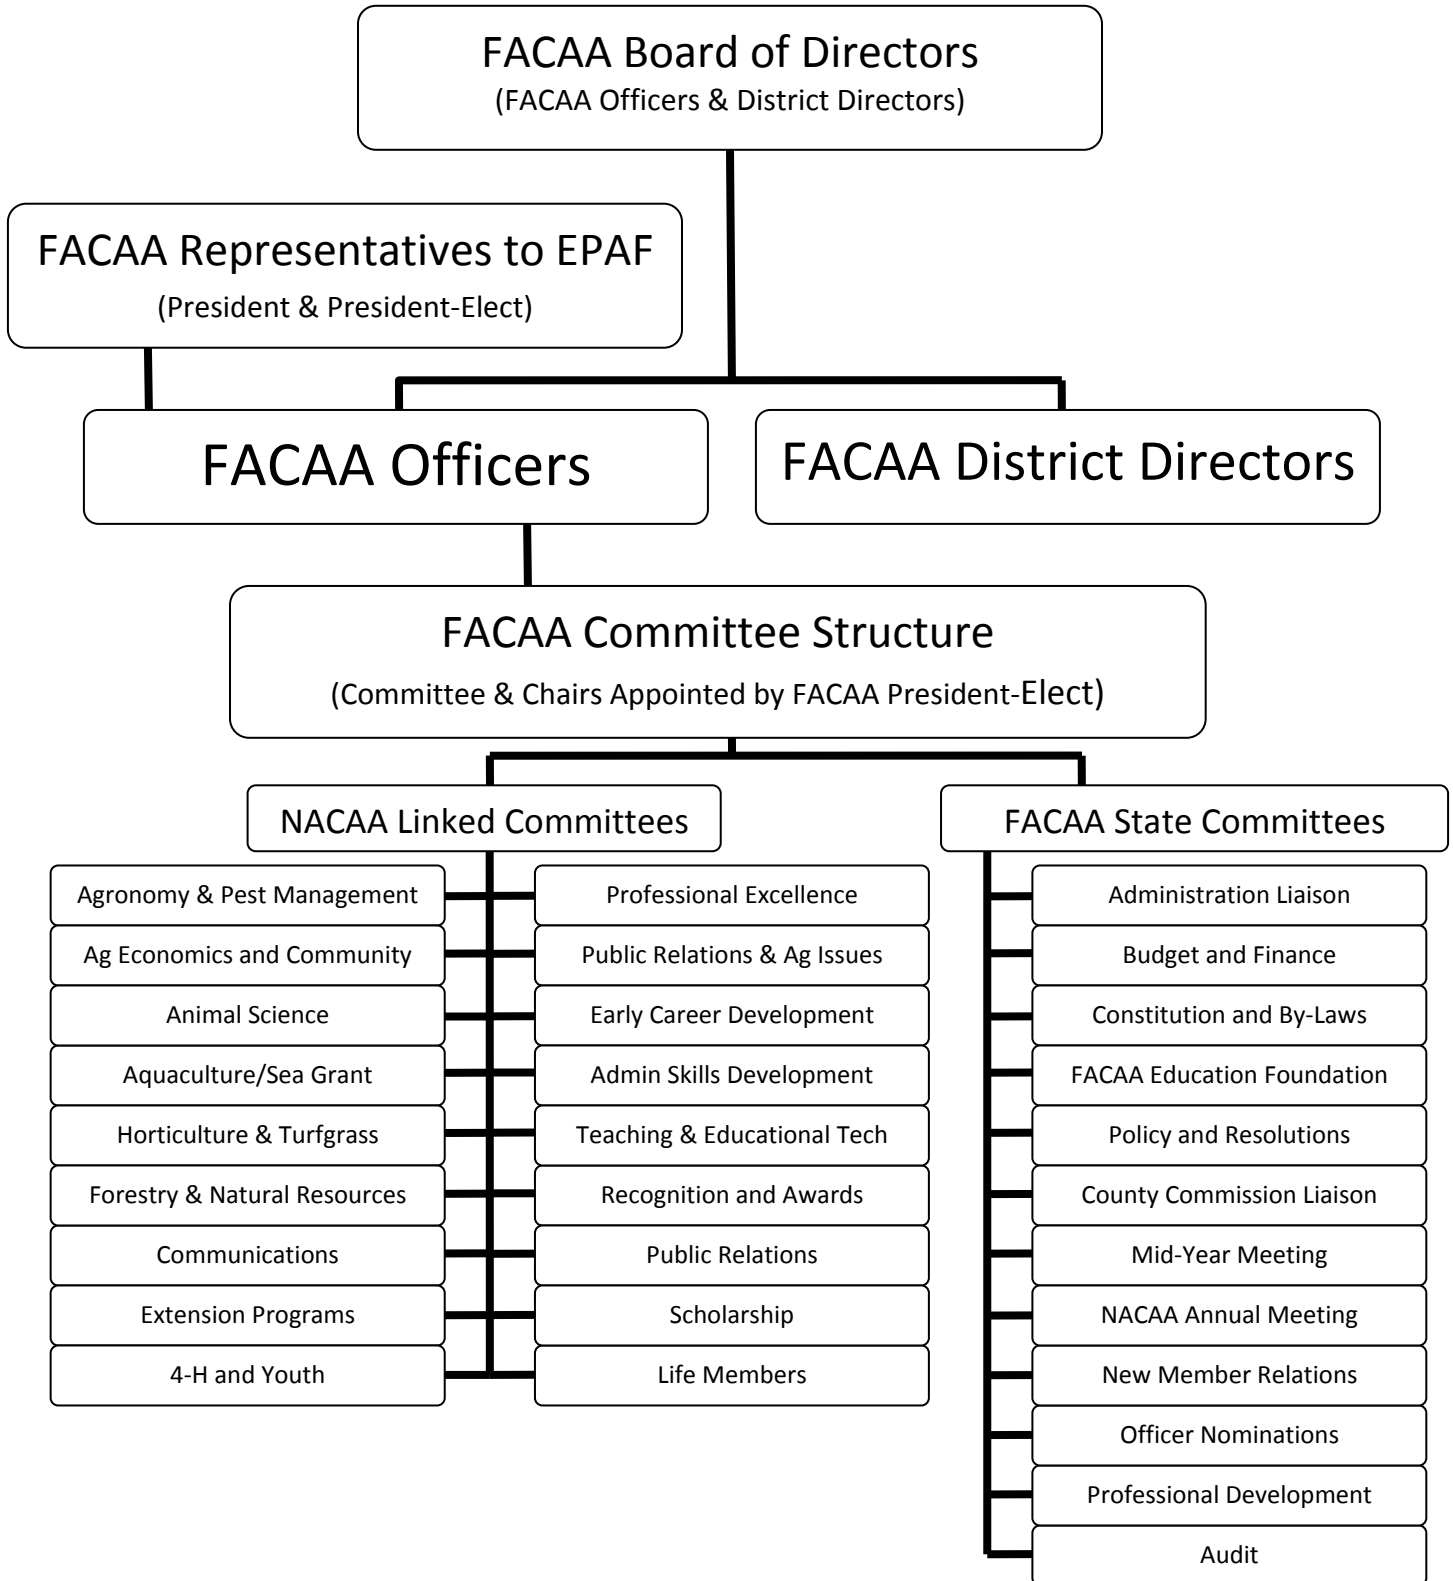 FACAA Board of Directors
(FACAA Officers & District Directors)
FACAA Representatives to EPAF
(President & President-Elect)
FACAA Officers
FACAA District Directors
FACAA Committee Structure
(Committee & Chairs Appointed by FACAA President-Elect)
NACAA Linked Committees
Agronomy & Pest Management
Ag Economics and Community
Animal Science
Aquaculture/Sea Grant
Horticulture & Turfgrass
Forestry & Natural Resources
Communications
Extension Programs
4-H and Youth
Professional Excellence
Public Relations & Ag Issues
Early Career Development
Admin Skills Development
Teaching & Educational Tech
Recognition and Awards
Public Relations
Scholarship
Life Members
FACAA State Committees
Administration Liaison
Budget and Finance
Constitution and By-Laws
FACAA Education Foundation
Policy and Resolutions
County Commission Liaison
Mid-Year Meeting
NACAA Annual Meeting
New Member Relations
Officer Nominations
Professional Development
Audit